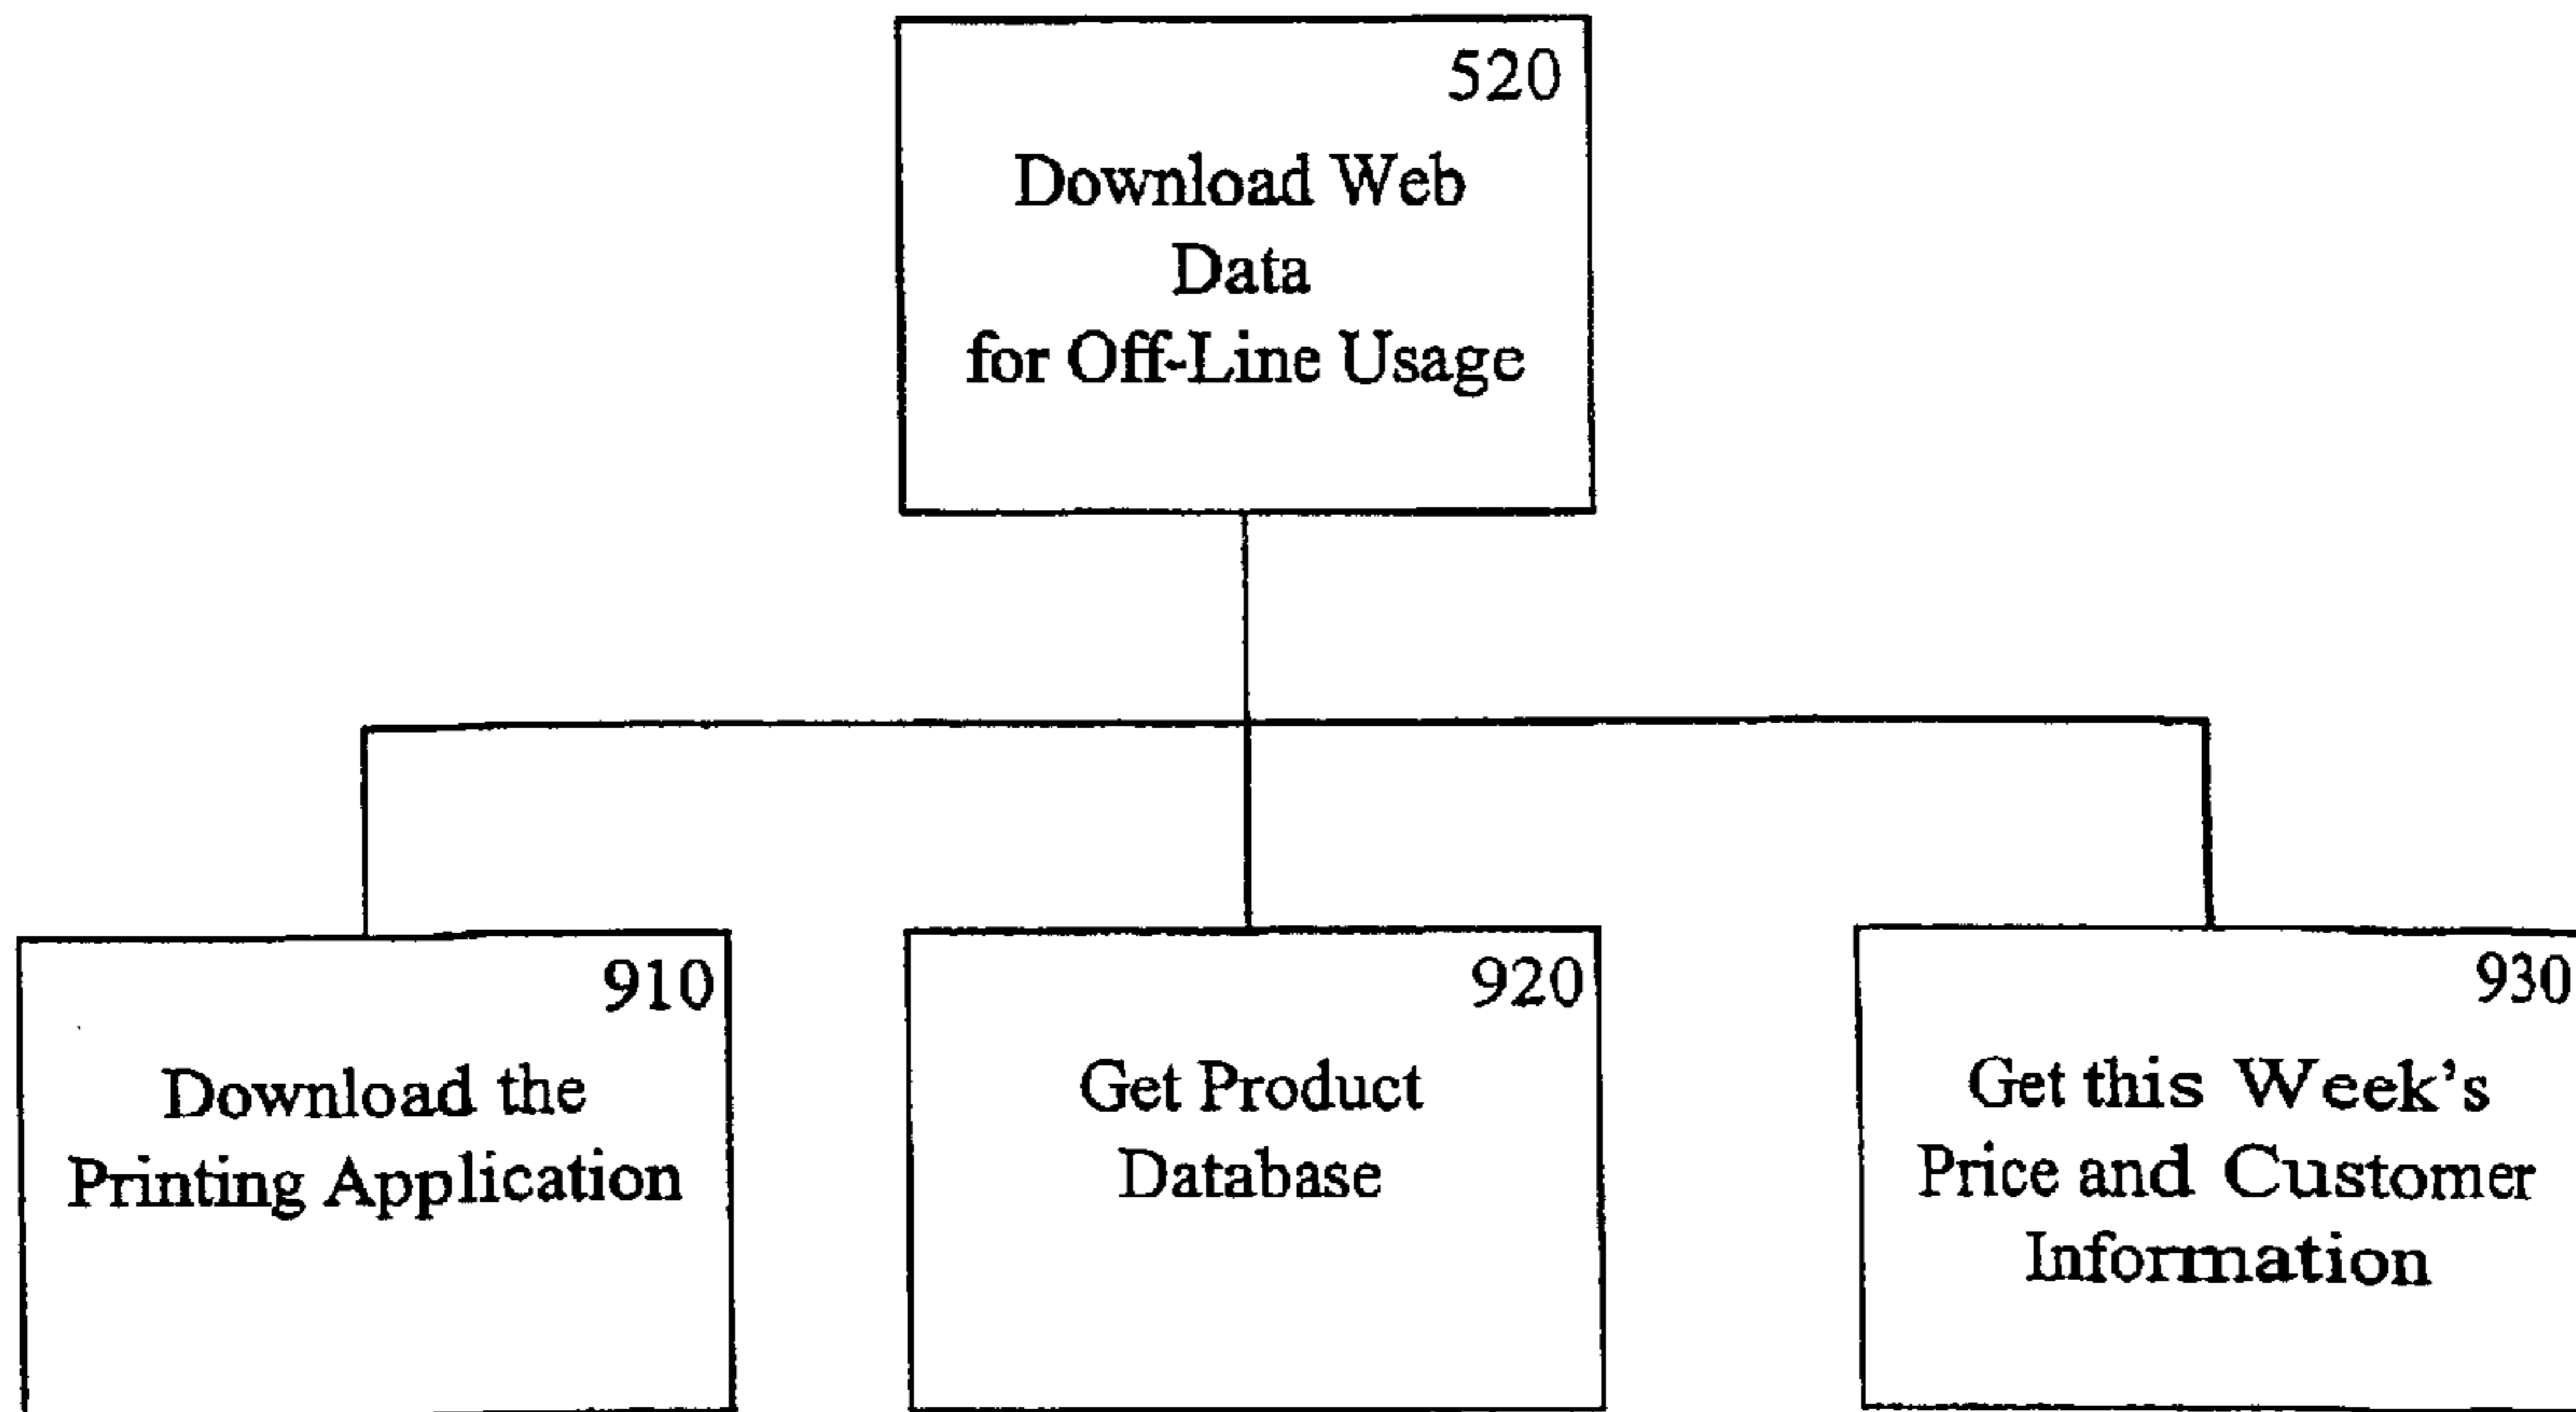 520
Download Web
Data
for Off-Line Usage
910
Download the
Printing Application
920
Get Product
Database
930
Get this Week’s
Price and Customer
Information